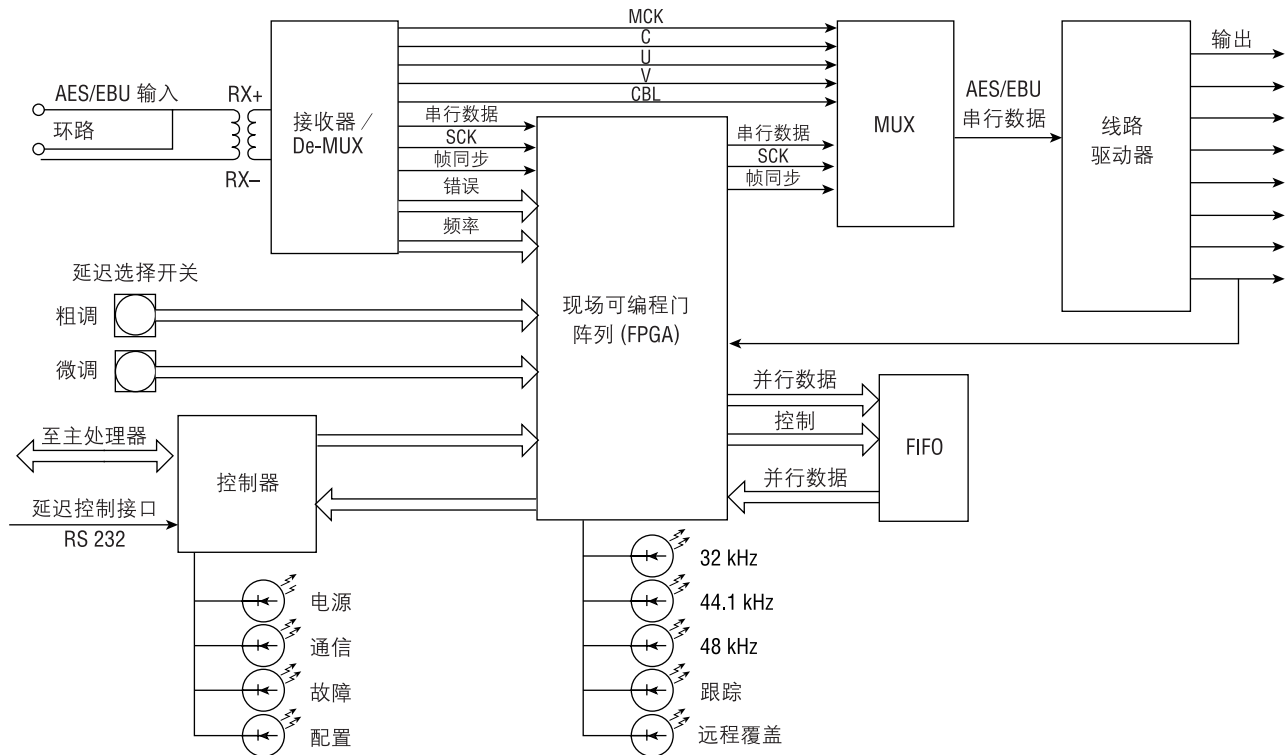 MCK
C
U
V
CBL
AES/EBU 输入
环路
RX+
RX−
接收器／
De-MUX
串行数据
SCK
帧同步
错误
频率
串行数据
SCK
帧同步
MUX
AES/EBU
串行数据
线路
驱动器
输出
延迟选择开关
粗调
微调
现场可编程门
阵列 (FPGA)
并行数据
控制
并行数据
FIFO
至主处理器
控制器
延迟控制接口
RS 232
电源
通信
故障
配置
32 kHz
44.1 kHz
48 kHz
跟踪
远程覆盖